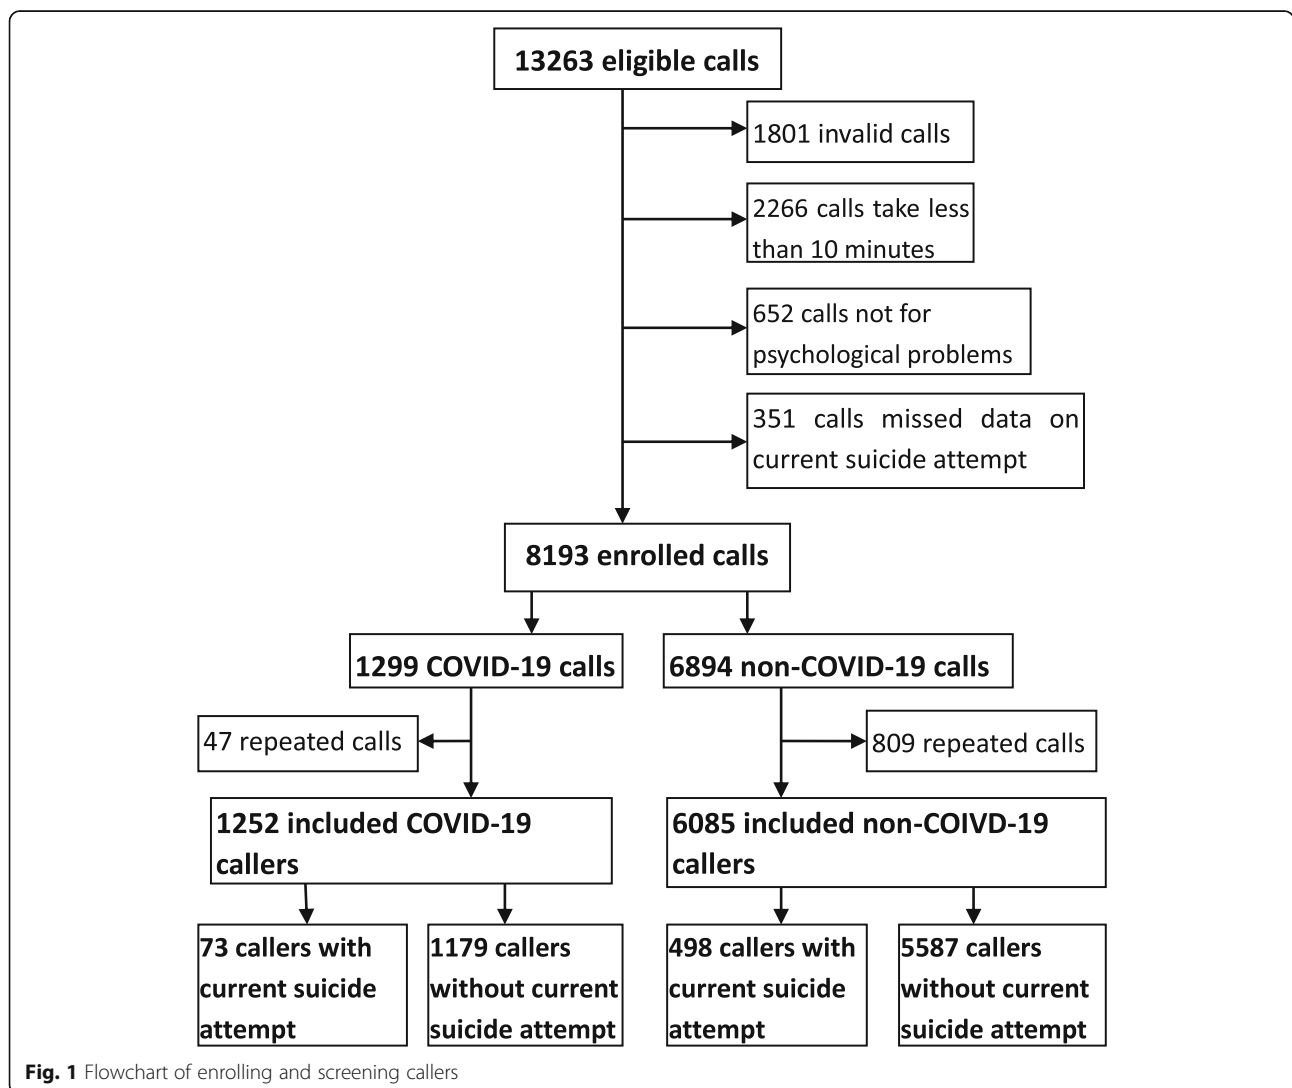 13263 eligible calls
1801 invalid calls
2266 calls take less
than 10 minutes
652 calls not for
psychological problems
351 calls missed data on
current suicide attempt
8193 enrolled calls
1299 COVID-19 calls
6894 non-COVID-19 calls
47 repeated calls
809 repeated calls
1252 included COVID-19
callers
6085 included non-COIVD-19
callers
73 callers with
current suicide
attempt
1179 callers
without current
suicide attempt
498 callers with
current suicide
attempt
5587 callers
without current
suicide attempt
Fig. 1 Flowchart of enrolling and screening callers